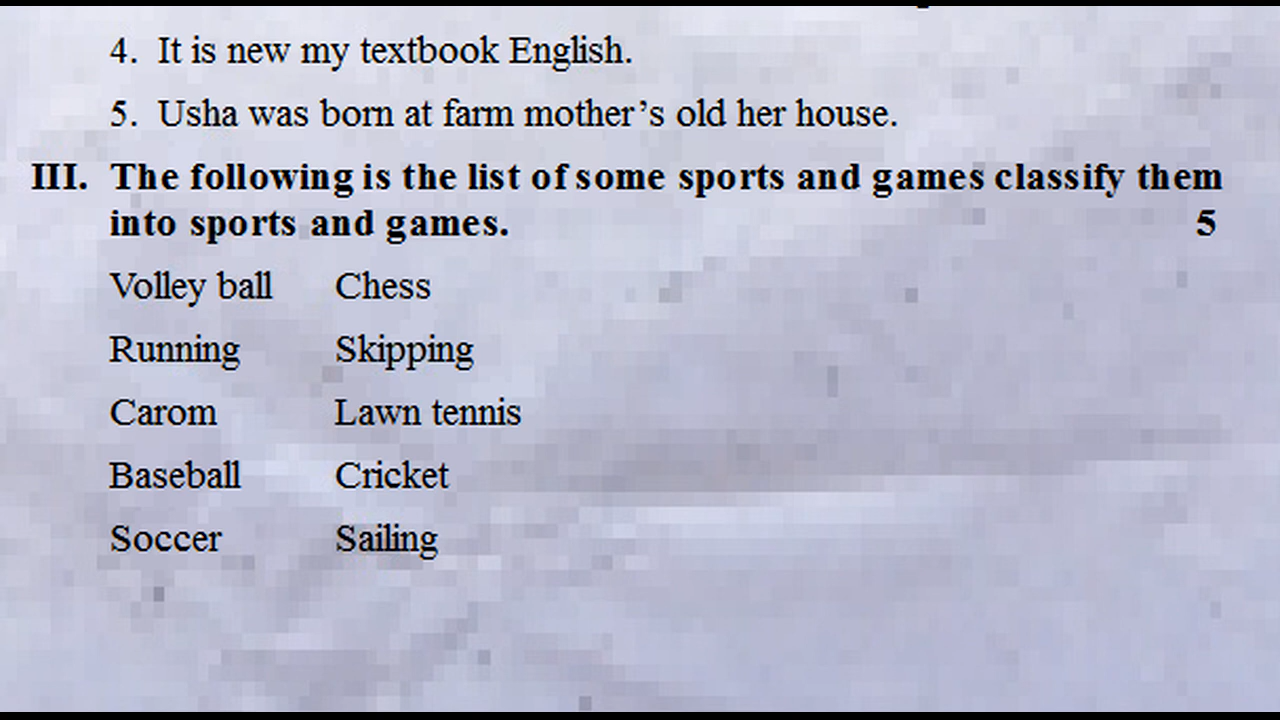 4. It is new my textbook English.
5. Usha was born at farm mother’s old her house.
III. The following is the list of some sports and games classify them
into sports and games. 5
Volley ball Chess
Running Skipping
Carom Lawn tennis
Baseball Cricket
Soccer Sailing